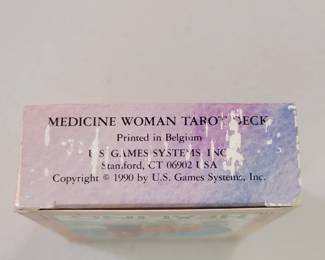 MEDICINE WOMAN TAROT DECK
Printed in Belgium
U.S. GAMES SYSTEMS INC
Stamford, CT 06902 USA
Copyright © 1990 by U.S. Games Systems, Inc.